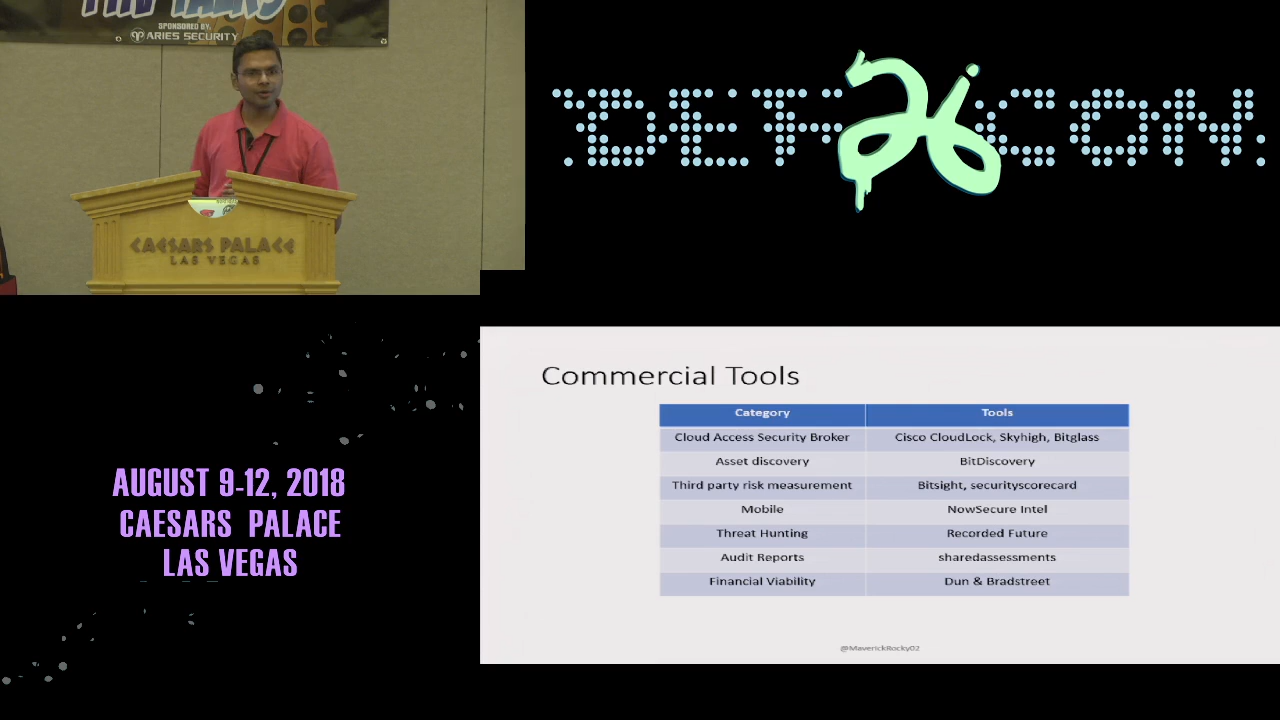 SPONSORED BY:
ARIES SECURITY
CAESARS PALACE
LAS VEGAS
DEF 26 CON
AUGUST 9-12, 2018
CAESARS PALACE
LAS VEGAS
Commercial Tools
Category Tools
Cloud Access Security Broker Cisco CloudLock, Skyhigh, Bitglass
Asset discovery BitDiscovery
Third party risk measurement Bitsight, securityscorecard
Mobile NowSecure Intel
Threat Hunting Recorded Future
Audit Reports sharedassessments
Financial Viability Dun & Bradstreet
@MaverickRocky02